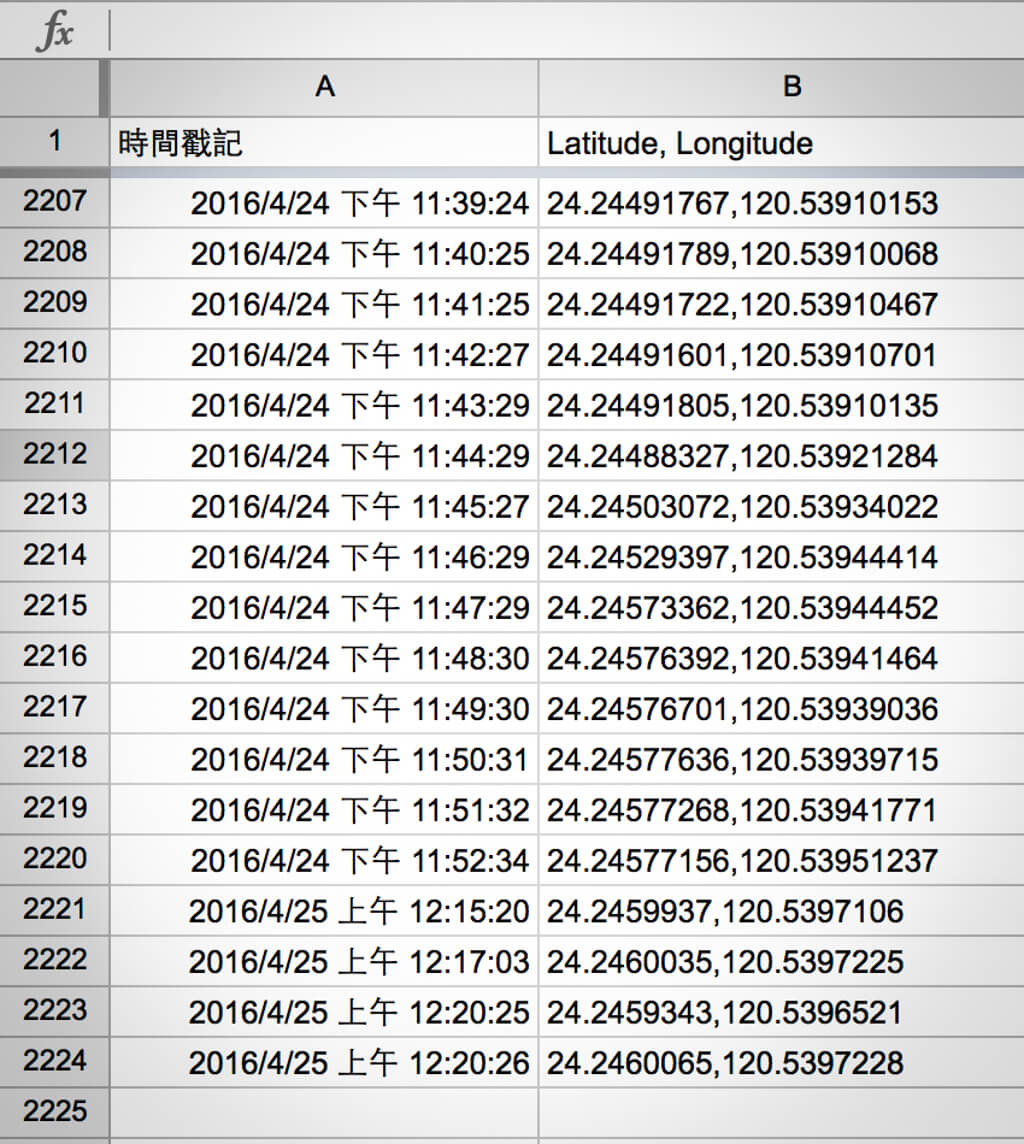 fx
A B
1 時間戳記 Latitude, Longitude
2207 2016/4/24 下午 11:39:24 24.24491767,120.53910153
2208 2016/4/24 下午 11:40:25 24.24491789,120.53910068
2209 2016/4/24 下午 11:41:25 24.24491722,120.53910467
2210 2016/4/24 下午 11:42:27 24.24491601,120.53910701
2211 2016/4/24 下午 11:43:29 24.24491805,120.53910135
2212 2016/4/24 下午 11:44:29 24.24488327,120.53921284
2213 2016/4/24 下午 11:45:27 24.24503072,120.53934022
2214 2016/4/24 下午 11:46:29 24.24529397,120.53944414
2215 2016/4/24 下午 11:47:29 24.24573362,120.53944452
2216 2016/4/24 下午 11:48:30 24.24576392,120.53941464
2217 2016/4/24 下午 11:49:30 24.24576701,120.53939036
2218 2016/4/24 下午 11:50:31 24.24577636,120.53939715
2219 2016/4/24 下午 11:51:32 24.24577268,120.53941771
2220 2016/4/24 下午 11:52:34 24.24577156,120.53951237
2221 2016/4/25 上午 12:15:20 24.2459937,120.5397106
2222 2016/4/25 上午 12:17:03 24.2460035,120.5397225
2223 2016/4/25 上午 12:20:25 24.2459343,120.5396521
2224 2016/4/25 上午 12:20:26 24.2460065,120.5397228
2225